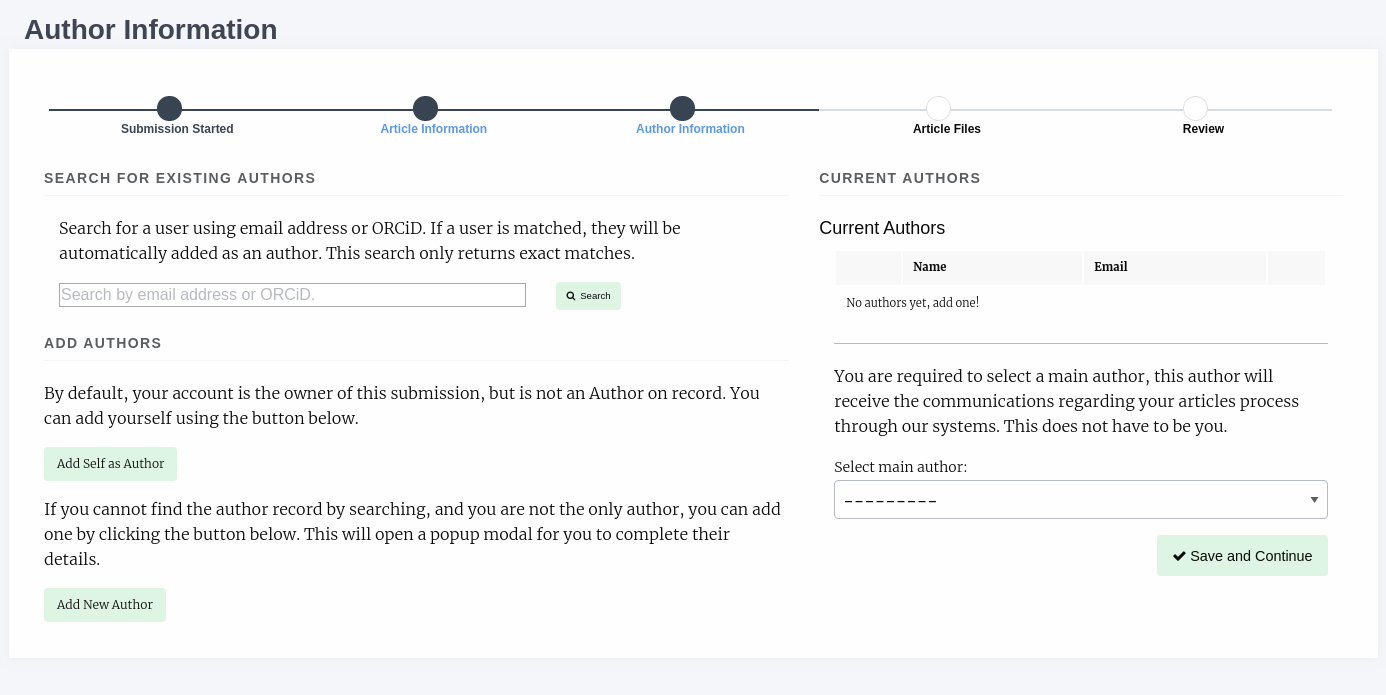 Author Information
Submission Started
Article Information
Author Information
Article Files
Review
SEARCH FOR EXISTING AUTHORS
Search for a user using email address or ORCiD. If a user is matched, they will be
automatically added as an author. This search only returns exact matches.
Search by email address or ORCiD.
Search
ADD AUTHORS
By default, your account is the owner of this submission, but is not an Author on record. You
can add yourself using the button below.
Add Self as Author
If you cannot find the author record by searching, and you are not the only author, you can add
one by clicking the button below. This will open a popup modal for you to complete their
details.
Add New Author
CURRENT AUTHORS
Current Authors
Name Email
No authors yet, add one!
You are required to select a main author, this author will
receive the communications regarding your articles process
through our systems. This does not have to be you.
Select main author:
---------
Save and Continue